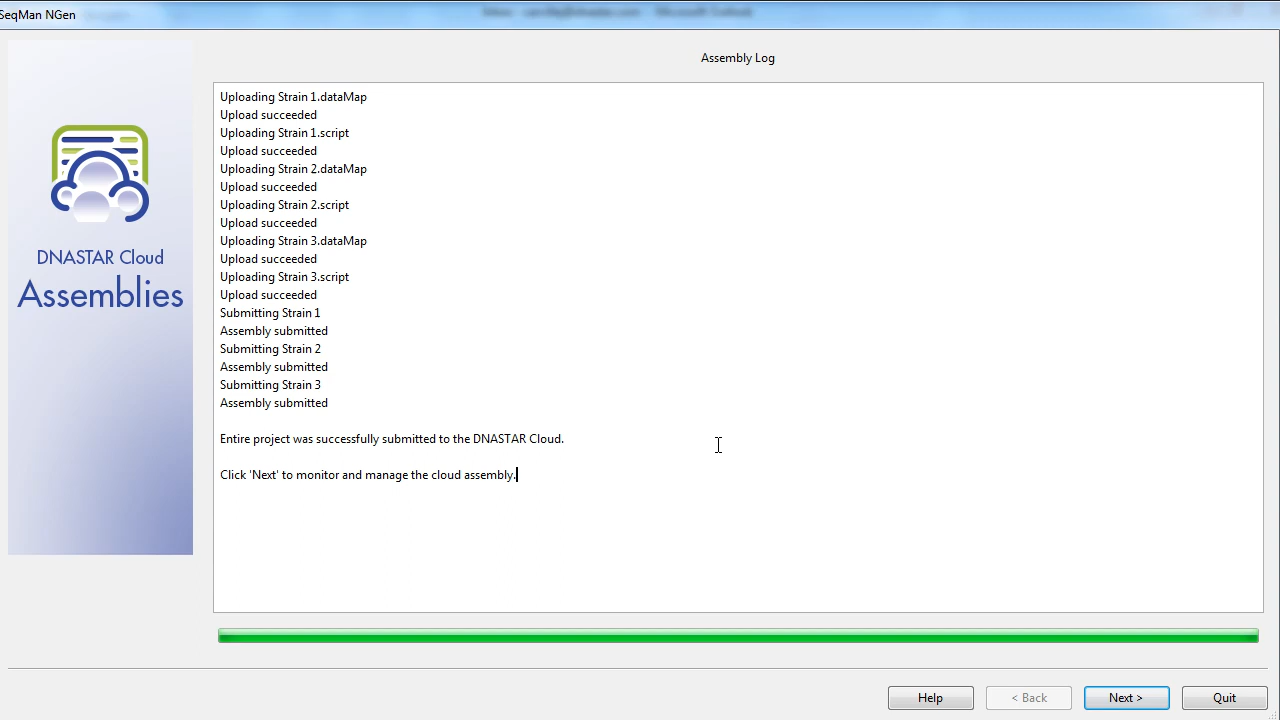 SeqMan NGen
Assembly Log
DNASTAR Cloud
Assemblies
Uploading Strain 1.dataMap
Upload succeeded
Uploading Strain 1.script
Upload succeeded
Uploading Strain 2.dataMap
Upload succeeded
Uploading Strain 2.script
Upload succeeded
Uploading Strain 3.dataMap
Upload succeeded
Uploading Strain 3.script
Upload succeeded
Submitting Strain 1
Assembly submitted
Submitting Strain 2
Assembly submitted
Submitting Strain 3
Assembly submitted
Entire project was successfully submitted to the DNASTAR Cloud.
Click 'Next' to monitor and manage the cloud assembly.
Help
< Back
Next >
Quit